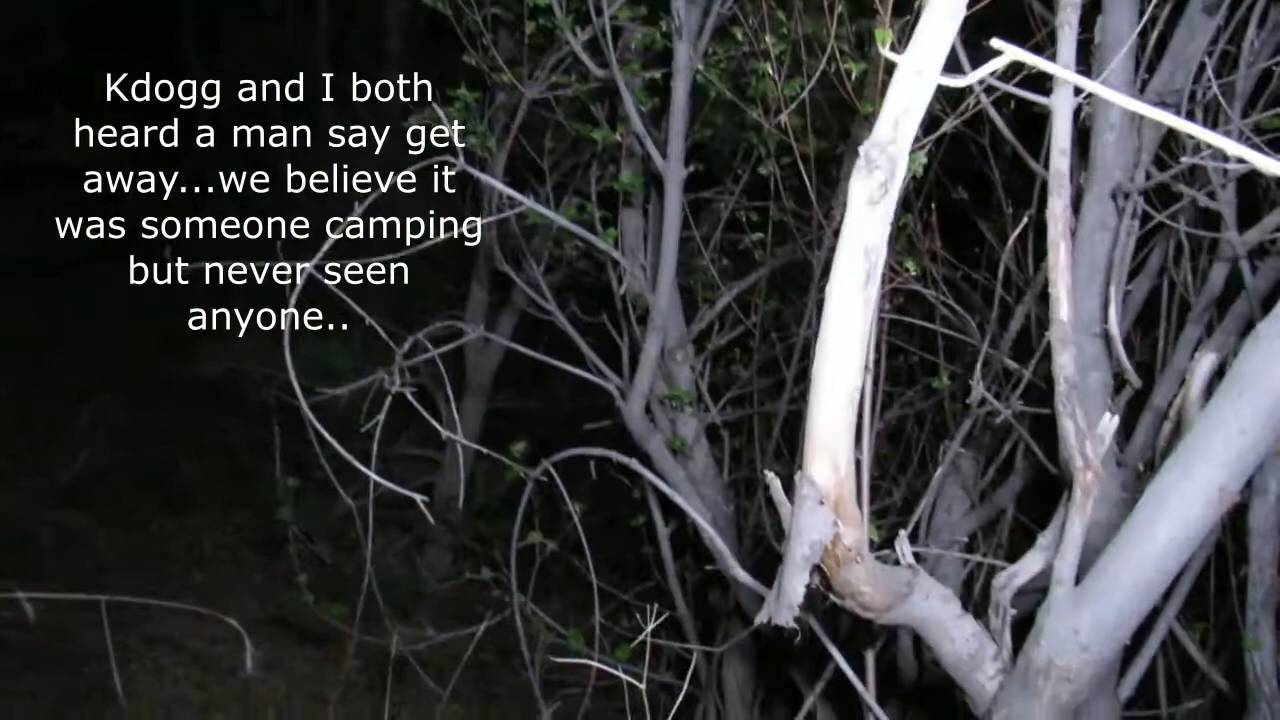 Kdogg and I both
heard a man say get
away...we believe it
was someone camping
but never seen
anyone..